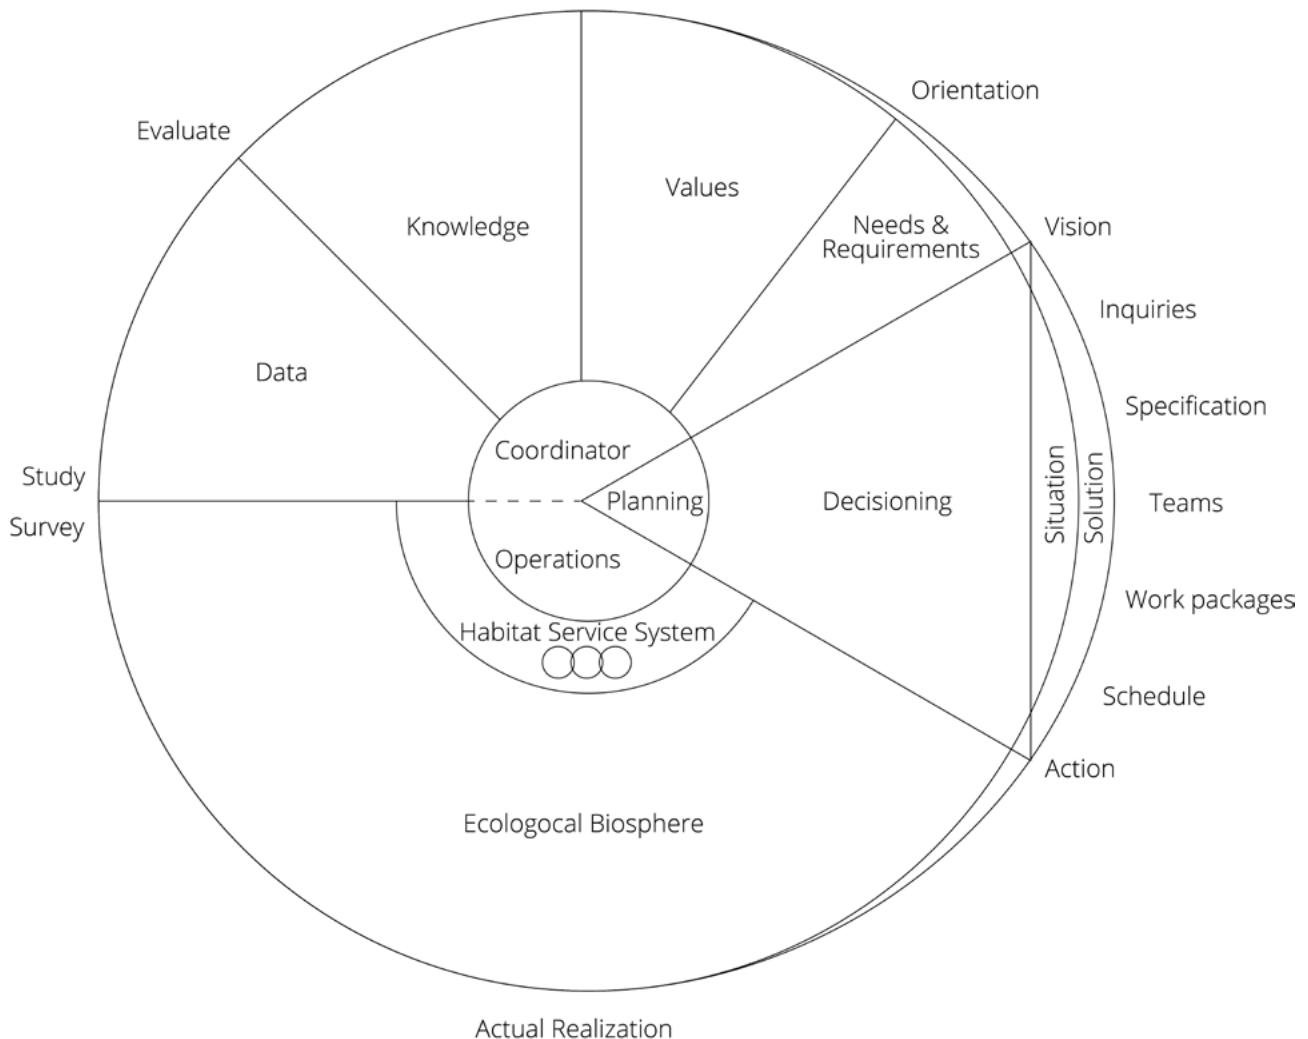 Orientation
Evaluate
Values
Knowledge
Needs &
Requirements
Vision
Inquiries
Data
Specification
Coordinator
Study
Planning
Decisioning
Situation
Solution
Teams
Survey
Operations
Work packages
Habitat Service System
Schedule
Action
Ecologocal Biosphere
Actual Realization